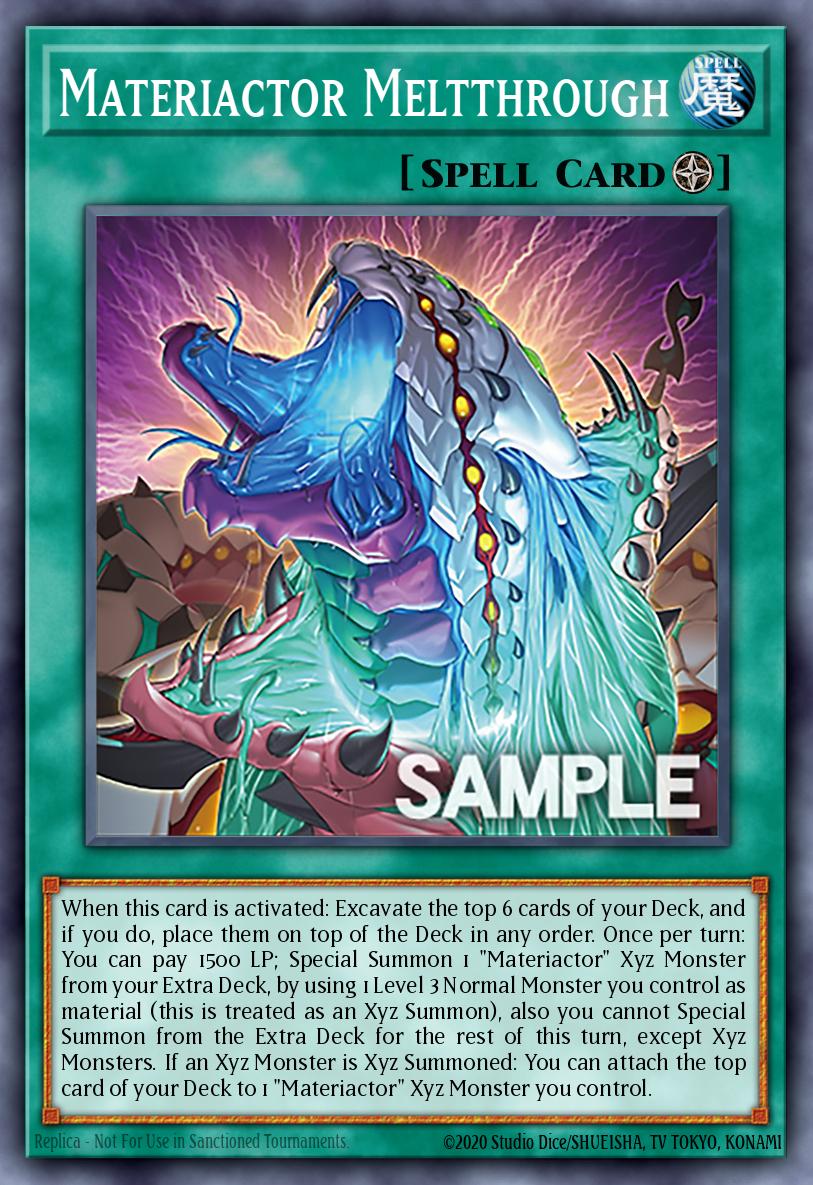 MATERIACTOR MELTTHROUGH
SPELL
魔
[SPELL CARD]
SAMPLE
When this card is activated: Excavate the top 6 cards of your Deck, and
if you do, place them on top of the Deck in any order. Once per turn:
You can pay 1500 LP; Special Summon 1 "Materiactor" Xyz Monster
from your Extra Deck, by using 1 Level 3 Normal Monster you control as
material (this is treated as an Xyz Summon), also you cannot Special
Summon from the Extra Deck for the rest of this turn, except Xyz
Monsters. If an Xyz Monster is Xyz Summoned: You can attach the top
card of your Deck to 1 "Materiactor" Xyz Monster you control.
Replica - Not For Use in Sanctioned Tournaments.
©2020 Studio Dice/SHUEISHA, TV TOKYO, KONAMI